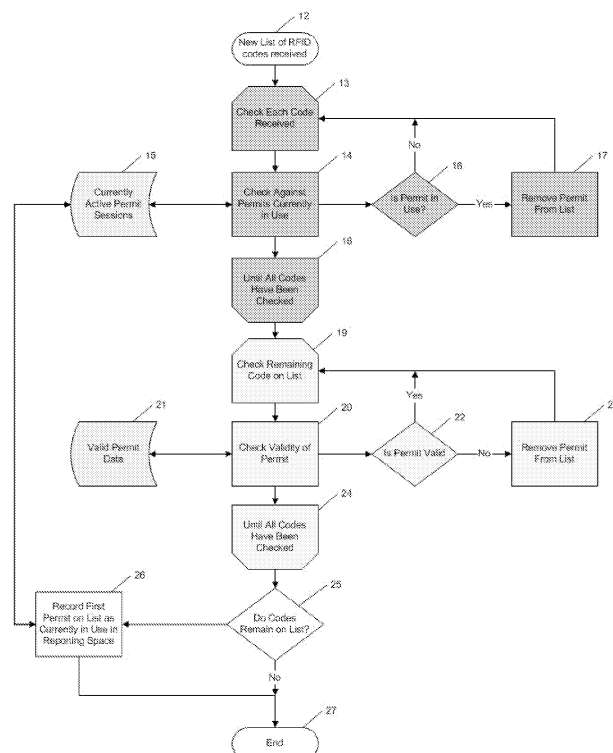 12
New List of RFID
codes received
13
Check Each Code
Received
No
15
Currently
Active Permit
Sessions
14
Check Against
Permits Currently
in Use
16
Is Permit in
Use?
Yes
17
Remove Permit
From List
18
Until All Codes
Have Been
Checked
19
Check Remaining
Code on List
Yes
21
Valid Permit
Data
20
Check Validity of
Permit
22
Is Permit Valid
No
2
Remove Permit
From List
24
Until All Codes
Have Been
Checked
26
Record First
Permit on List as
Currently in Use in
Reporting Space
25
Do Codes
Remain on List?
No
27
End